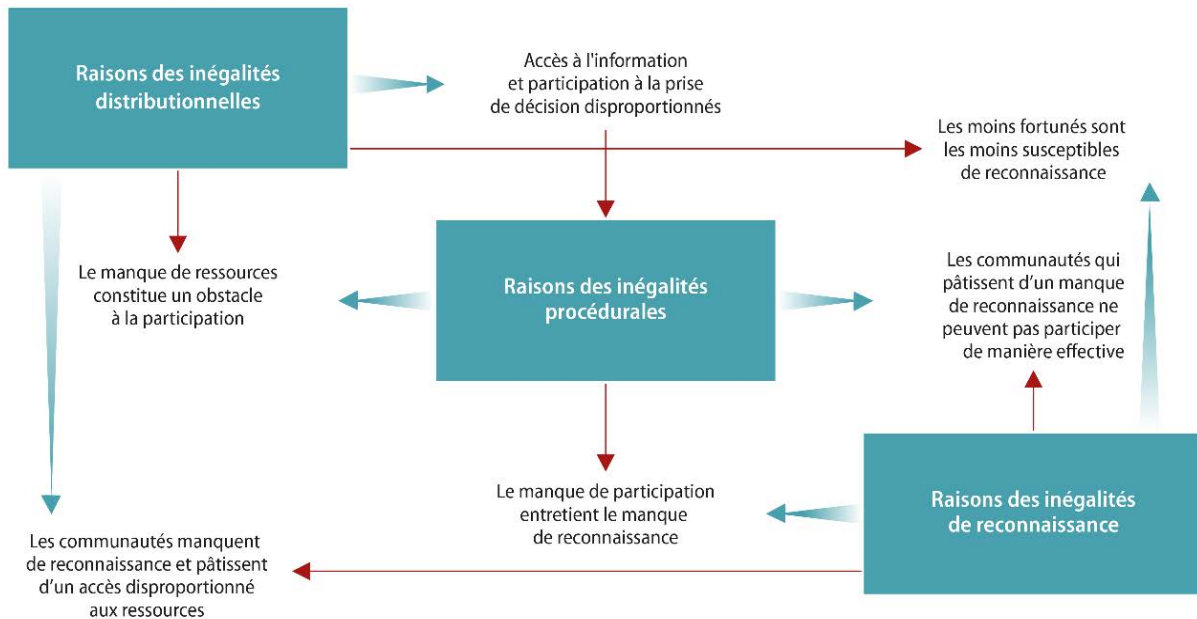 Raisons des inégalités
distributionnelles
Accès à l'information
et participation à la prise
de décision disproportionnés
Les moins fortunés sont
les moins susceptibles
de reconnaissance
Le manque de ressources
constitue un obstacle
à la participation
Raisons des inégalités
procédurales
Les communautés qui
pâtissent d’un manque
de reconnaissance ne
peuvent pas participer
de manière effective
Le manque de participation
entretient le manque
de reconnaissance
Raisons des inégalités
de reconnaissance
Les communautés manquent
de reconnaissance et pâtissent
d’un accès disproportionné
aux ressources